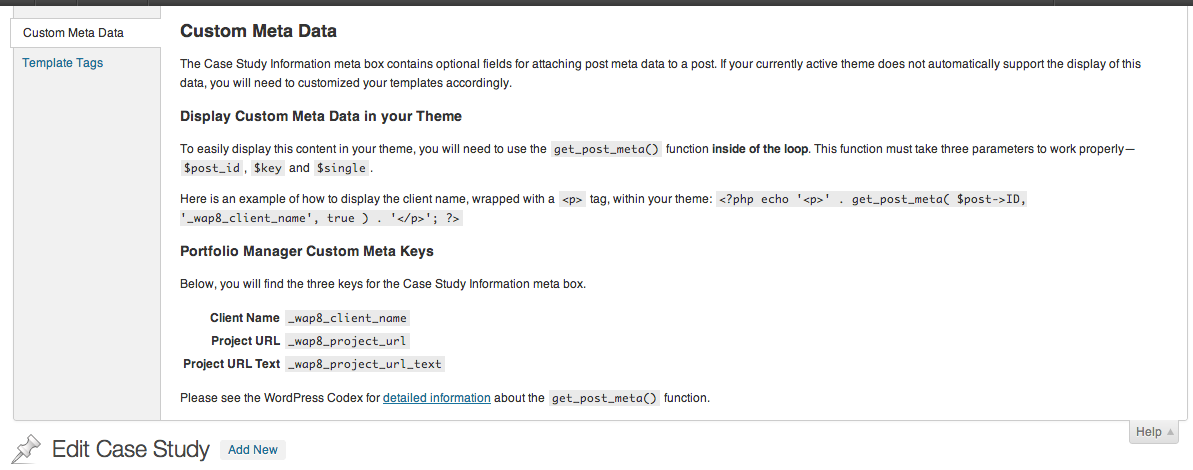 Custom Meta Data
Template Tags
Custom Meta Data
The Case Study Information meta box contains optional fields for attaching post meta data to a post. If your currently active theme does not automatically support the display of this
data, you will need to customized your templates accordingly.
Display Custom Meta Data in your Theme
To easily display this content in your theme, you will need to use the get_post_meta() function inside of the loop. This function must take three parameters to work properly—
$post_id, $key and $single.
Here is an example of how to display the client name, wrapped with a <p> tag, within your theme: <?php echo '<p>' . get_post_meta( $post->ID,
'_wap8_client_name', true ) . '</p>'; ?>
Portfolio Manager Custom Meta Keys
Below, you will find the three keys for the Case Study Information meta box.
Client Name _wap8_client_name
Project URL _wap8_project_url
Project URL Text _wap8_project_url_text
Please see the WordPress Codex for detailed information about the get_post_meta() function.
Help
Edit Case Study Add New